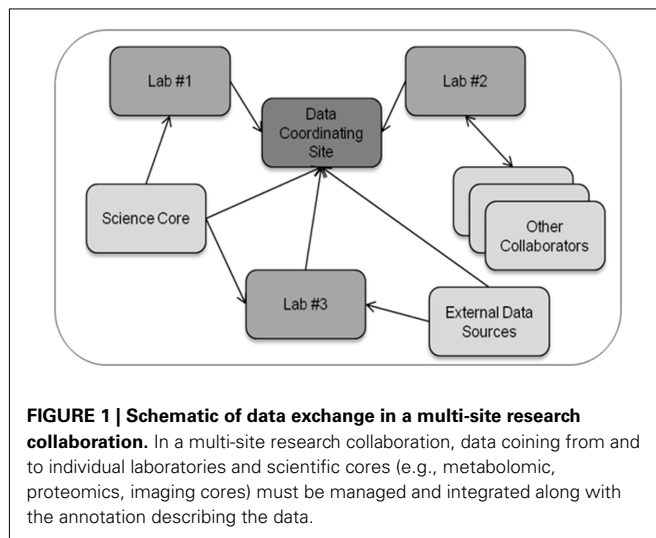 Lab #1
Lab #2
Data
Coordinating
Site
Science Core
Other
Collaborators
Lab #3
External Data
Sources
FIGURE 1 | Schematic of data exchange in a multi-site research
collaboration. In a multi-site research collaboration, data coining from and
to individual laboratories and scientific cores (e.g., metabolomic,
proteomics, imaging cores) must be managed and integrated along with
the annotation describing the data.